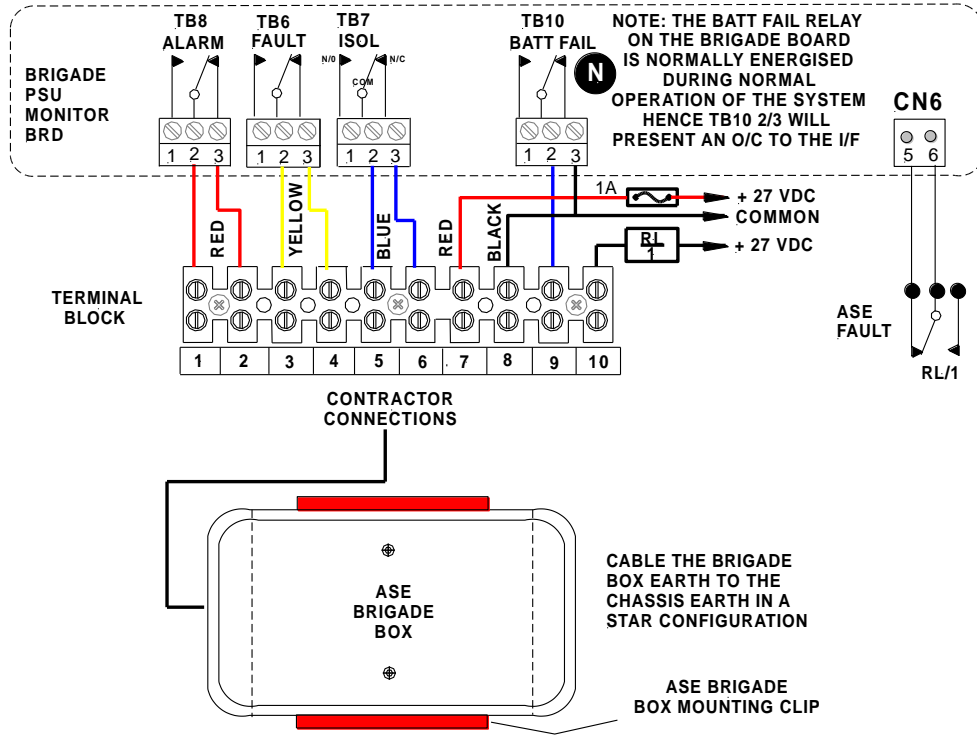 TB8
ALARM
TB6
FAULT
TB7
ISOL
N/0
N/C
COM
TB10
BATT FAIL
N
NOTE: THE BATT FAIL RELAY
ON THE BRIGADE BOARD
IS NORMALLY ENERGISED
DURING NORMAL
OPERATION OF THE SYSTEM
HENCE TB10 2/3 WILL
PRESENT AN O/C TO THE I/F
BRIGADE
PSU
MONITOR
BRD
CN6
1 2 3
1 2 3
1 2 3
1 2 3
5 6
RED
YELLOW
BLUE
RED
BLACK
1A
+ 27 VDC
COMMON
RL
1
+ 27 VDC
TERMINAL
BLOCK
1 2 3 4 5 6 7 8 9 10
ASE
FAULT
RL/1
CONTRACTOR
CONNECTIONS
ASE
BRIGADE
BOX
CABLE THE BRIGADE
BOX EARTH TO THE
CHASSIS EARTH IN A
STAR CONFIGURATION
ASE BRIGADE
BOX MOUNTING CLIP